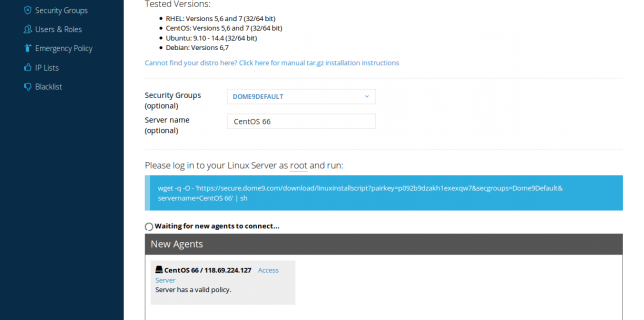 Security Groups
Users & Roles
Emergency Policy
IP Lists
Blacklist
Tested Versions:
RHEL: Versions 5,6 and 7 (32/64 bit)
CentOS: Versions 5,6 and 7 (32/64 bit)
Ubuntu: 9.10 - 14.4 (32/64 bit)
Debian: Versions 6,7
Cannot find your distro here? Click here for manual tar.gz installation instructions
Security Groups
(optional)
DOME9DEFAULT
Server name
(optional)
CentOS 66
Please log in to your Linux Server as root and run:
wget -q -O - 'https://secure.dome9.com/download/linuxinstallscript?pairkey=p092b9dzakh1exexqw7&secgroups=Dome9Default&
servername=CentOS 66' | sh
Waiting for new agents to connect...
New Agents
CentOS 66 / 118.69.224.127 Access
Server
Server has a valid policy.